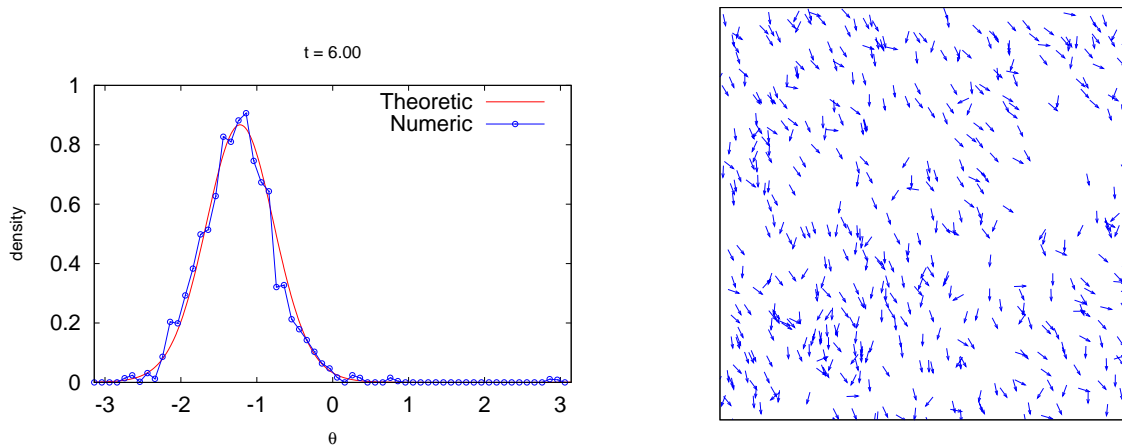 t = 6.00
1
0.8
0.6
0.4
0.2
0
density
Theoretic
Numeric
-3 -2 -1 0 1 2 3
θ